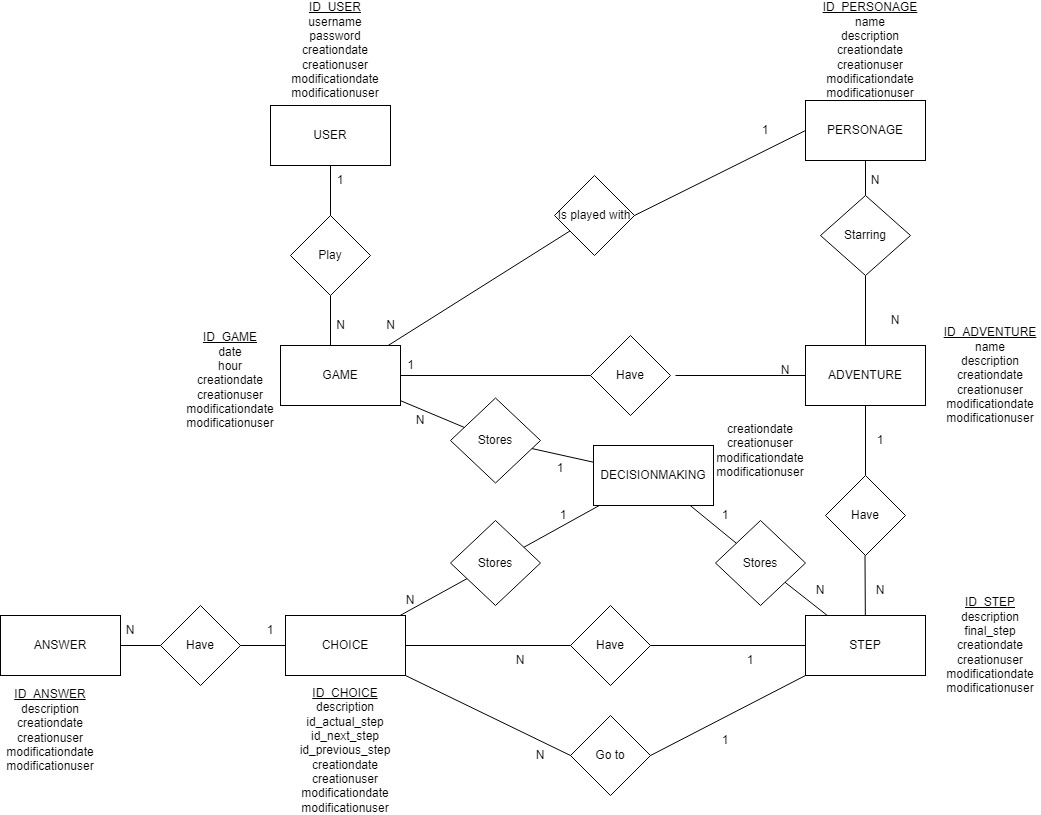 ID_USER
username
password
creationdate
creationuser
modificationdate
modificationuser
USER
ID_PERSONAGE
name
description
creationdate
creationuser
modificationdate
modificationuser
PERSONAGE
1
1
N
Is played with
Starring
Play
N
N
N
ID_GAME
date
hour
creationdate
creationuser
modificationdate
modificationuser
GAME
1
Have
N
ADVENTURE
ID_ADVENTURE
name
description
creationdate
creationuser
modificationdate
modificationuser
N
Stores
1
DECISIONMAKING
creationdate
creationuser
modificationdate
modificationuser
1
1
1
Have
Stores
Stores
N
N
N
ANSWER
N
Have
1
CHOICE
N
Have
1
STEP
ID_STEP
description
final_step
creationdate
creationuser
modificationdate
modificationuser
ID_ANSWER
description
creationdate
creationuser
modificationdate
modificationuser
ID_CHOICE
description
id_actual_step
id_next_step
id_previous_step
creationdate
creationuser
modificationdate
modificationuser
N
Go to
1